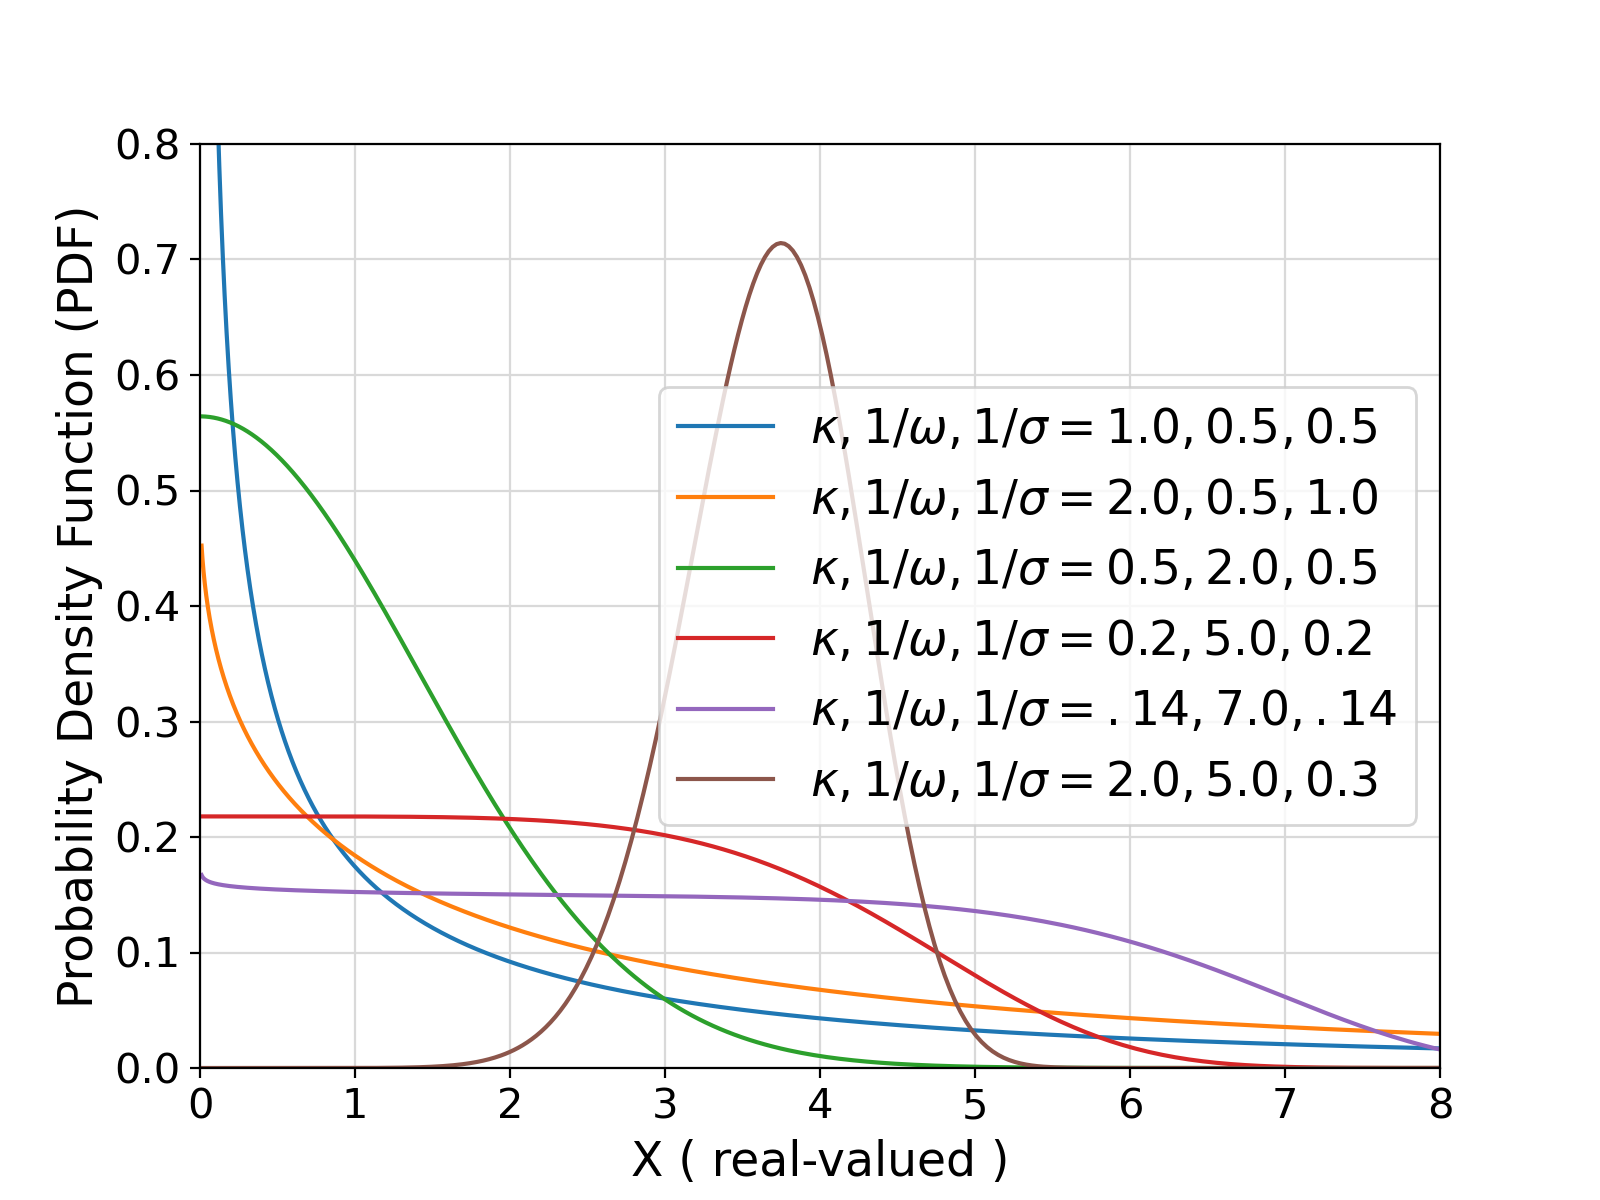 0.8
0.7
0.6
0.5
0.4
0.3
0.2
0.1
0.0
Probability Density Function (PDF)
κ, 1/ω, 1/σ = 1.0, 0.5, 0.5
κ, 1/ω, 1/σ = 2.0, 0.5, 1.0
κ, 1/ω, 1/σ = 0.5, 2.0, 0.5
κ, 1/ω, 1/σ = 0.2, 5.0, 0.2
κ, 1/ω, 1/σ = .14, 7.0, .14
κ, 1/ω, 1/σ = 2.0, 5.0, 0.3
0 1 2 3 4 5 6 7 8
X ( real-valued )